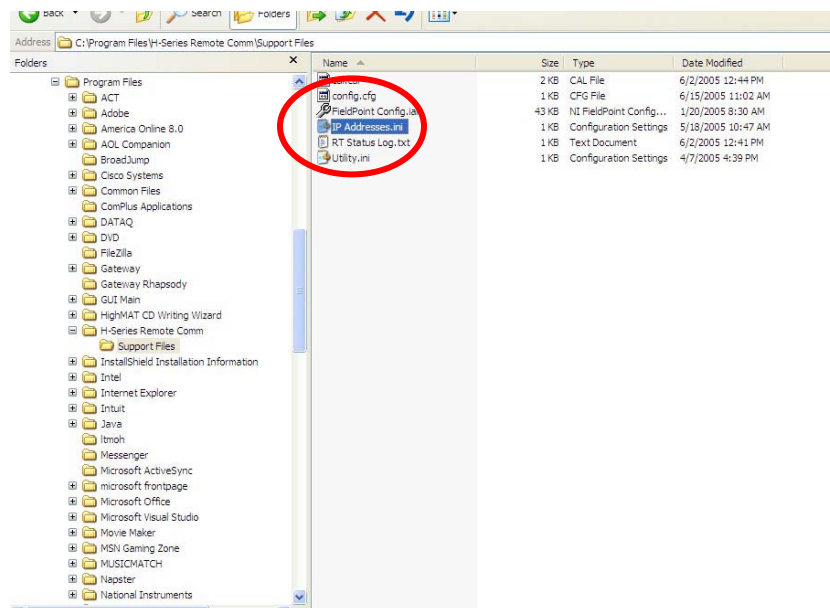 Back Search Folders
Address C:\Program Files\H-Series Remote Comm\Support Files
Folders × Name Size Type Date Modified
Program Files
ACT
Adobe
America Online 8.0
AOL Companion
BroadJump
Cisco Systems
Common Files
ComPlus Applications
DATAQ
DVD
FileZilla
Gateway
Gateway Rhapsody
GUI Main
HighMAT CD Writing Wizard
H-Series Remote Comm
Support Files
InstallShield Installation Information
Intel
Internet Explorer
Intuit
Java
ltmoh
Messenger
Microsoft ActiveSync
microsoft frontpage
Microsoft Office
Microsoft Visual Studio
Movie Maker
MSN Gaming Zone
MUSICMATCH
Napster
National Instruments
2 KB CAL File 6/2/2005 12:44 PM
config.cfg 1 KB CFG File 6/15/2005 11:02 AM
FieldPoint Config.ia 43 KB NI FieldPoint Config... 1/20/2005 8:30 AM
IP Addresses.ini 1 KB Configuration Settings 5/18/2005 10:47 AM
RT Status Log.txt 1 KB Text Document 6/2/2005 12:41 PM
Utility.ini 1 KB Configuration Settings 4/7/2005 4:39 PM